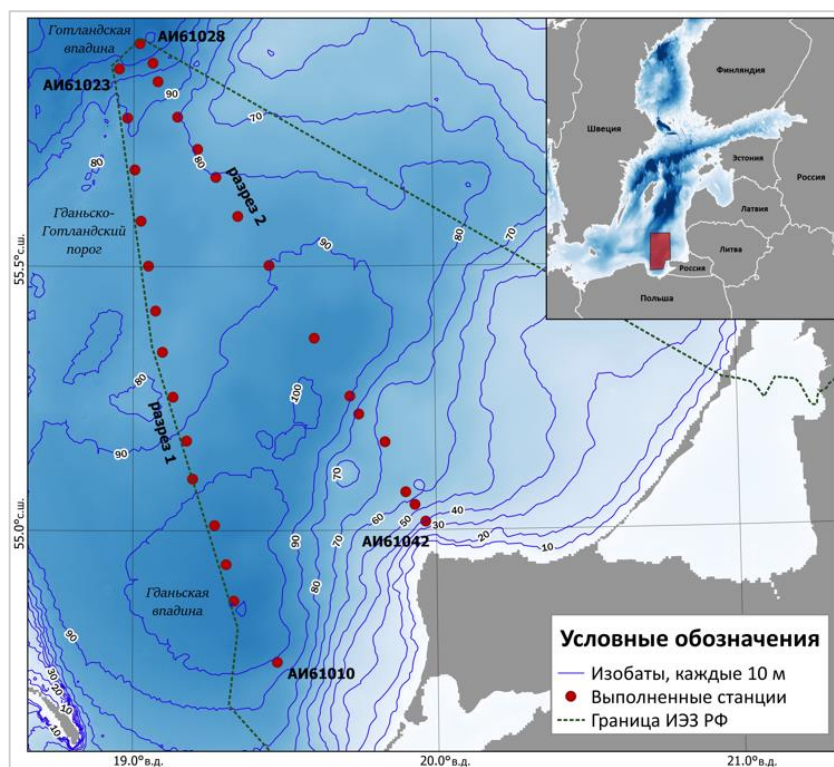 Готландская
впадина
АИ61028
АИ61023
90
70
80
80
разрез 2
Гданьско-
Готландский
порог
90
80
70
55.5°с.ш.
80
100
разрез 1
90
70
60
50
40
30
20
10
55.0°с.ш.
АИ61042
90
70
80
Гданьская
впадина
90
АИ61010
30
20
10
10
19.0°в.д.
20.0°в.д.
21.0°в.д.
Финляндия
Швеция
Эстония
Россия
Латвия
Литва
Россия
Польша
Условные обозначения
Изобаты, каждые 10 м
Выполненные станции
Граница ИЭЗ РФ